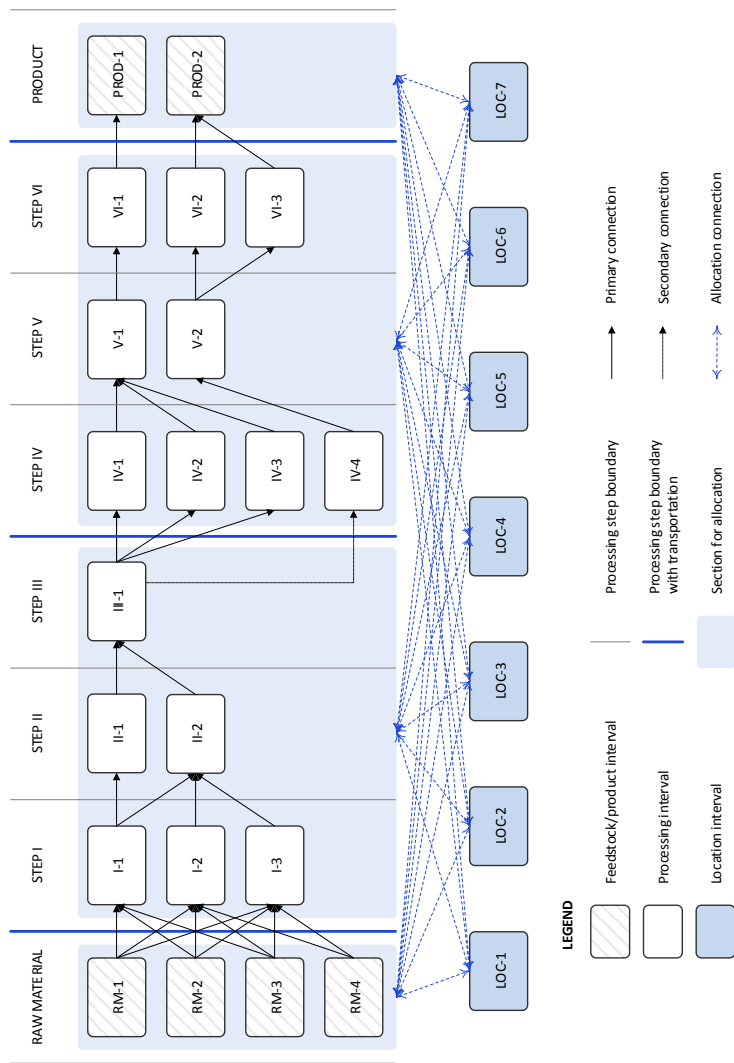 RAW MATERIAL
STEP I
STEP II
STEP III
STEP IV
STEP V
STEP VI
PRODUCT
RM-1
I-1
II-1
III-1
IV-1
V-1
VI-1
PROD-1
RM-2
I-2
II-2
IV-2
V-2
VI-2
PROD-2
RM-3
I-3
IV-3
VI-3
RM-4
IV-4
LOC-1
LOC-2
LOC-3
LOC-4
LOC-5
LOC-6
LOC-7
LEGEND
Feedstock/product interval
Processing step boundary
Primary connection
Processing interval
Processing step boundary
with transportation
Secondary connection
Location interval
Section for allocation
Allocation connection